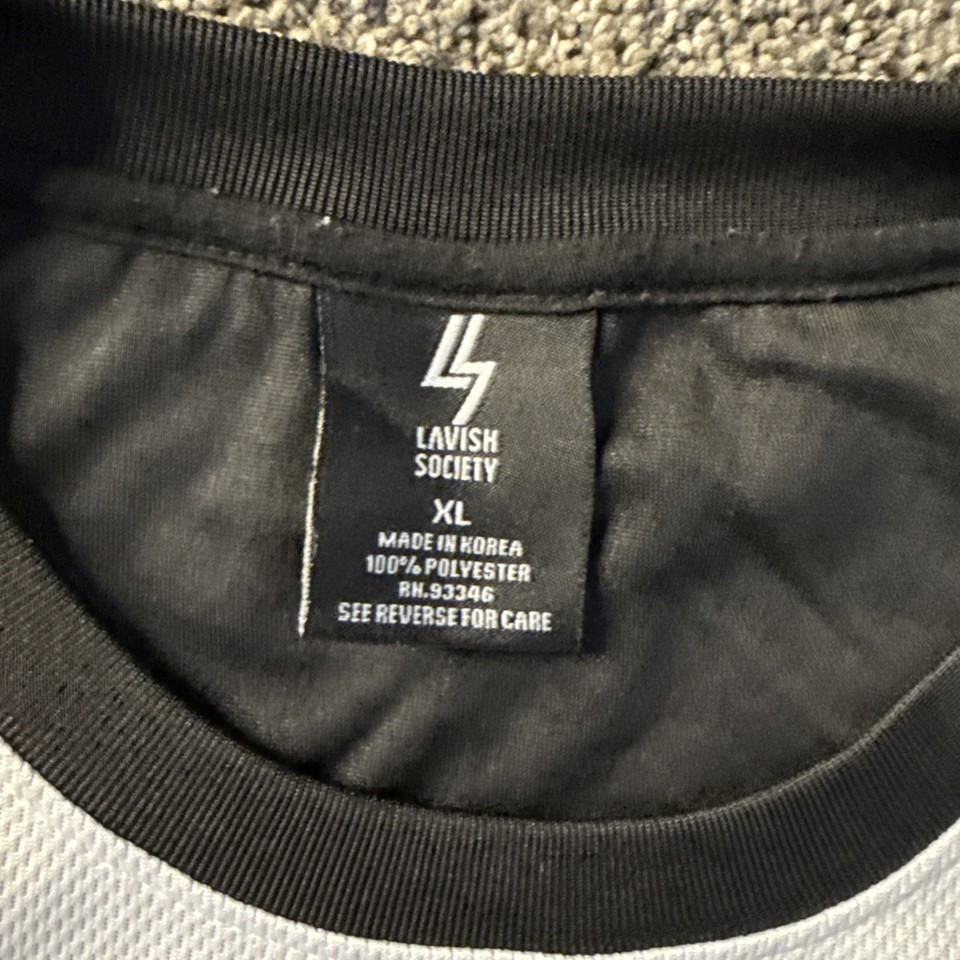 LAVISH
SOCIETY
XL
MADE IN KOREA
100% POLYESTER
RN.93346
SEE REVERSE FOR CARE